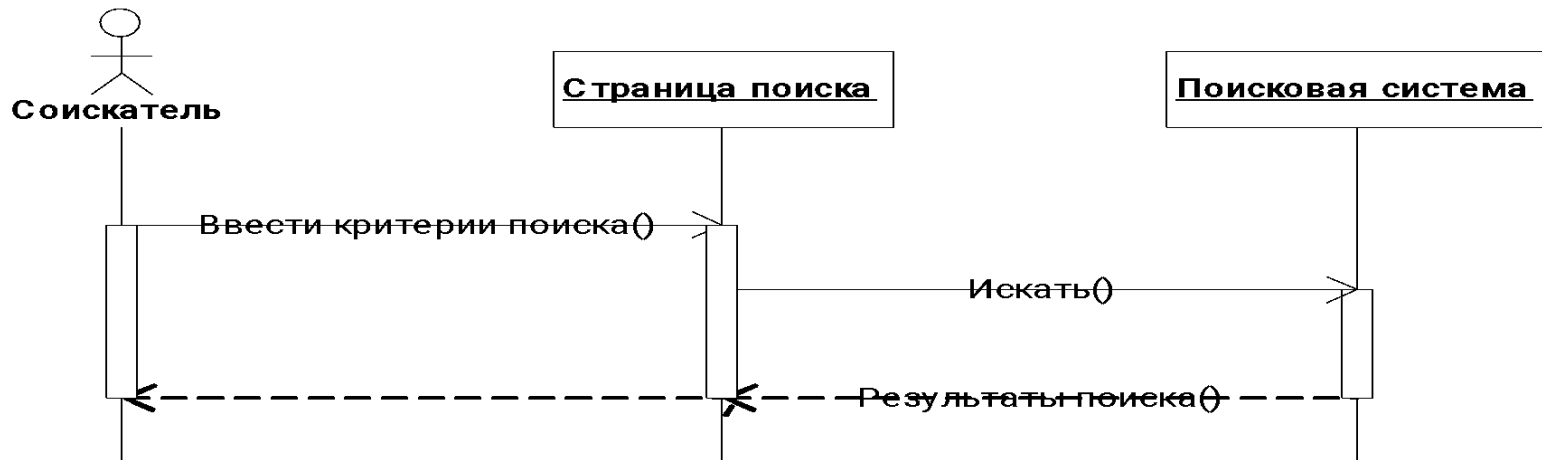 Соискатель
Страница поиска
Поисковая система
Ввести критерии поиска()
Искать()
Результаты поиска()